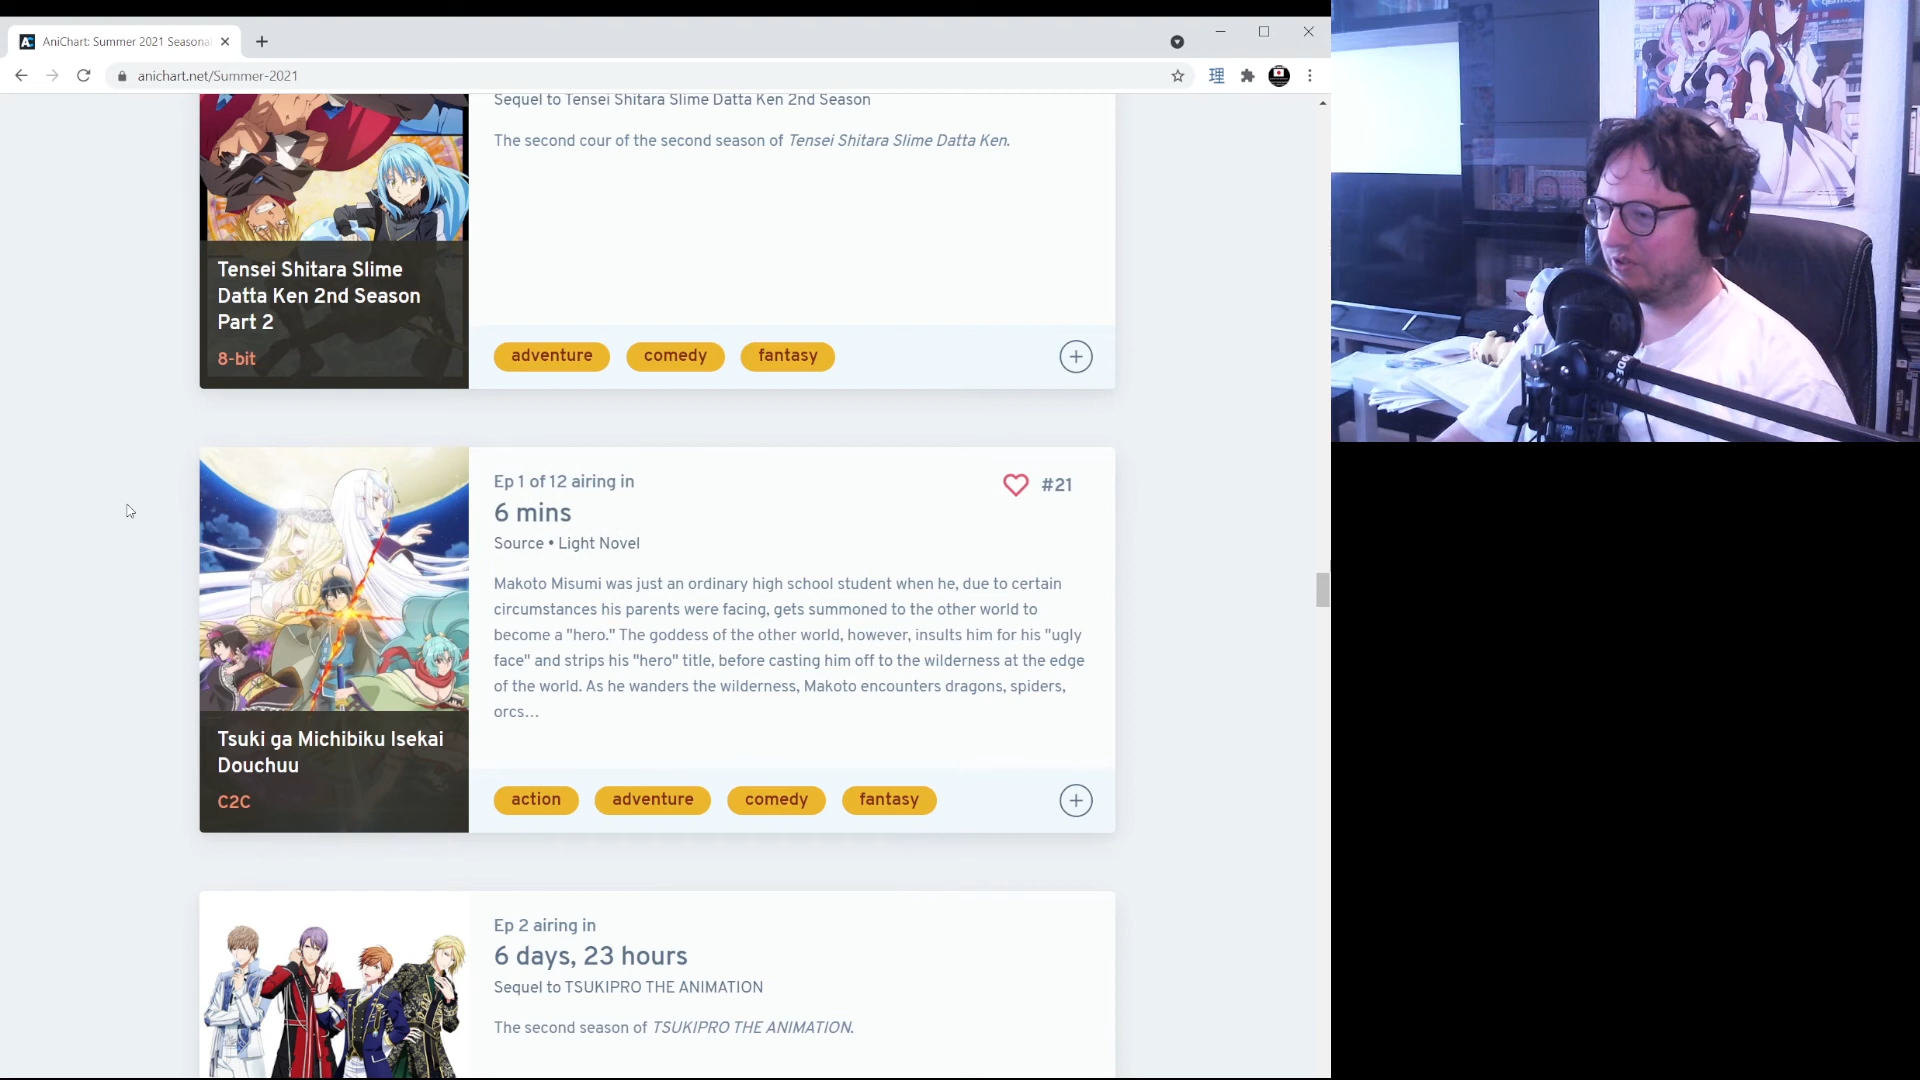 AniChart: Summer 2021 Seasonal
anichart.net/Summer-2021
理
Sequel to Tensei Shitara Slime Datta Ken 2nd Season
The second cour of the second season of Tensei Shitara Slime Datta Ken.
Tensei Shitara Slime
Datta Ken 2nd Season
Part 2
8-bit
adventure comedy fantasy
Ep 1 of 12 airing in
#21
6 mins
Source • Light Novel
Makoto Misumi was just an ordinary high school student when he, due to certain
circumstances his parents were facing, gets summoned to the other world to
become a "hero." The goddess of the other world, however, insults him for his "ugly
face" and strips his "hero" title, before casting him off to the wilderness at the edge
of the world. As he wanders the wilderness, Makoto encounters dragons, spiders,
orcs…
Tsuki ga Michibiku Isekai
Douchuu
C2C
action adventure comedy fantasy
Ep 2 airing in
6 days, 23 hours
Sequel to TSUKIPRO THE ANIMATION
The second season of TSUKIPRO THE ANIMATION.